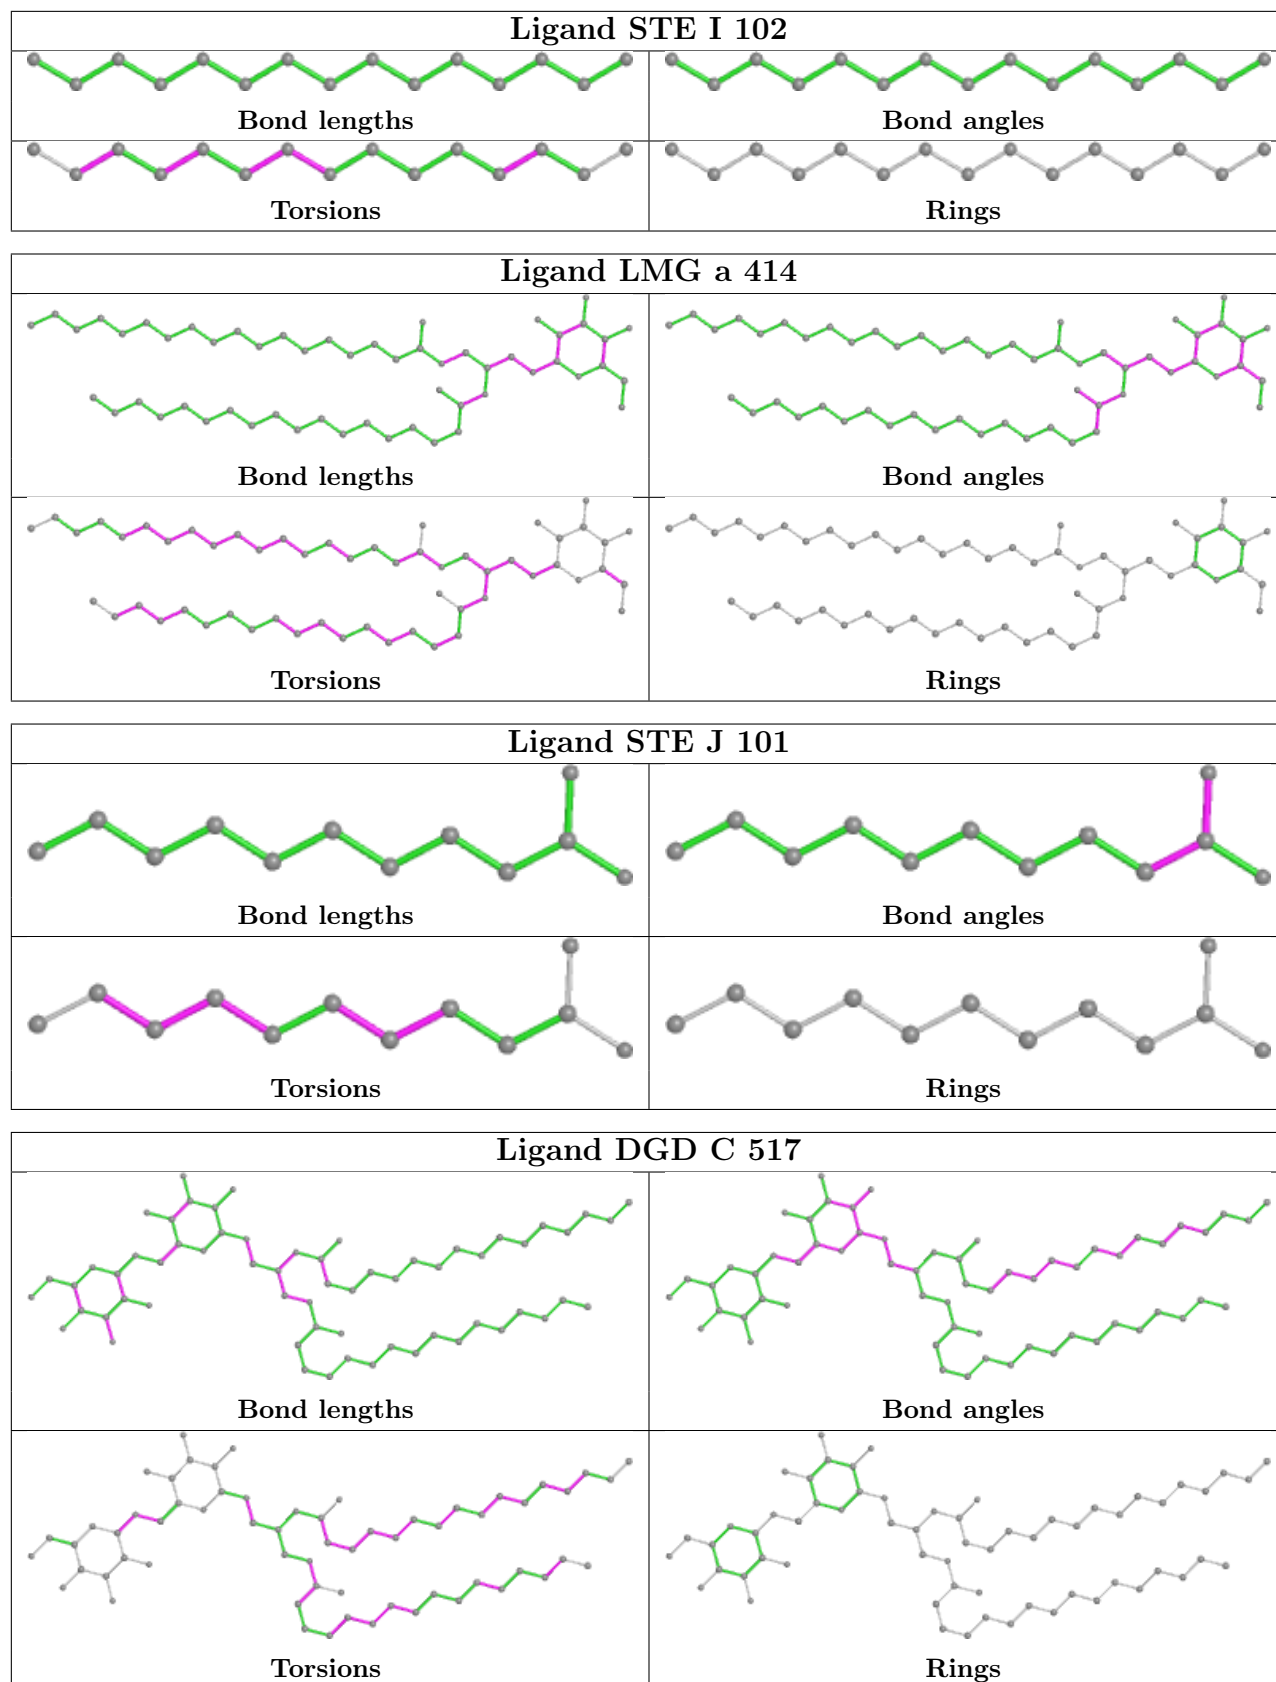 Ligand STE I 102
Bond lengths
Bond angles
Torsions
Rings
Ligand LMG a 414
Bond lengths
Bond angles
Torsions
Rings
Ligand STE J 101
Bond lengths
Bond angles
Torsions
Rings
Ligand DGD C 517
Bond lengths
Bond angles
Torsions
Rings